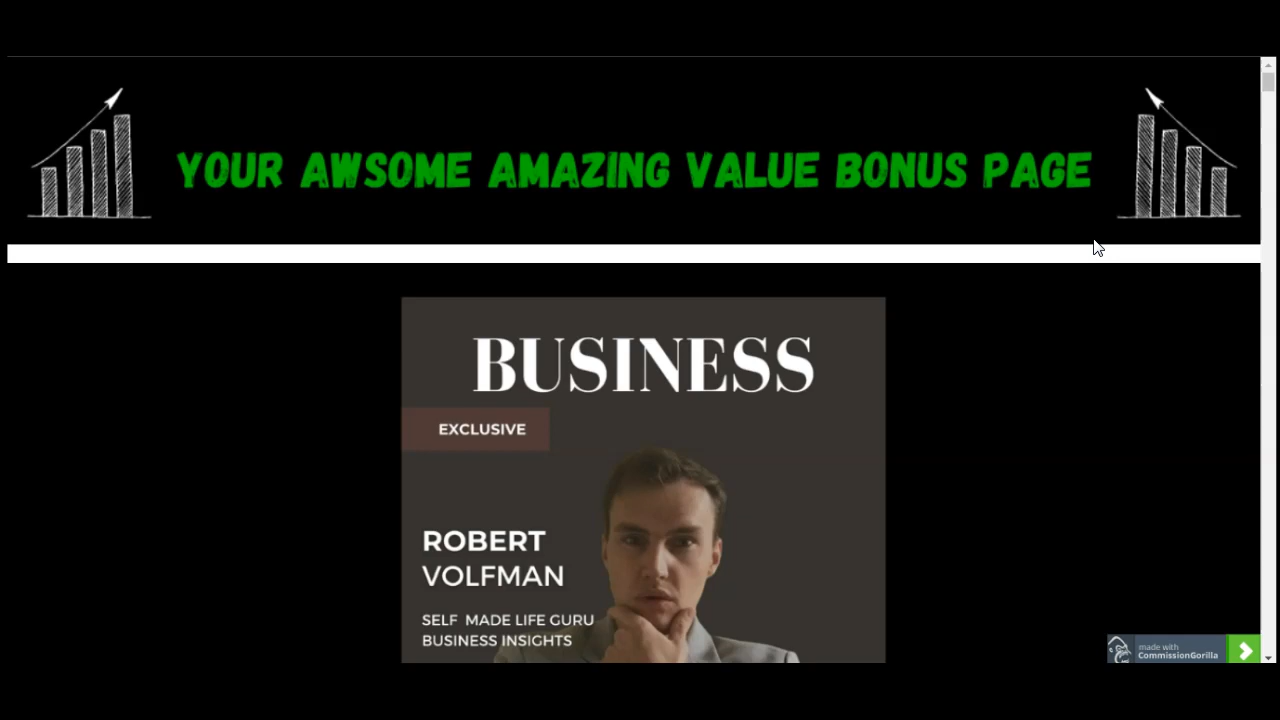 YOUR AWSOME AMAZING VALUE BONUS PAGE
BUSINESS
EXCLUSIVE
ROBERT
VOLFMAN
SELF MADE LIFE GURU
BUSINESS INSIGHTS
made with
CommissionGorilla